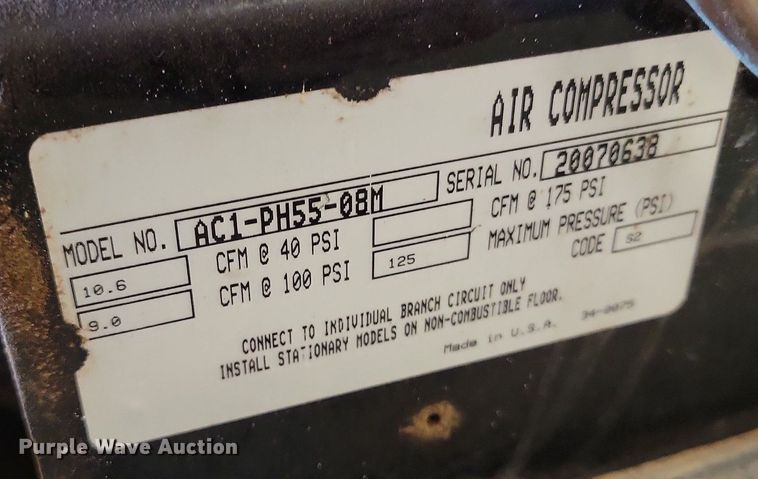 AIR COMPRESSOR
MODEL NO. AC1-PH55-08M SERIAL NO. 20070638
10.6 CFM @ 40 PSI CFM @ 175 PSI
9.0 CFM @ 100 PSI 125 MAXIMUM PRESSURE (PSI)
CODE S2
CONNECT TO INDIVIDUAL BRANCH CIRCUIT ONLY
INSTALL STATIONARY MODELS ON NON-COMBUSTIBLE FLOOR.
Made in U.S.A. 34-0075
Purple Wave Auction